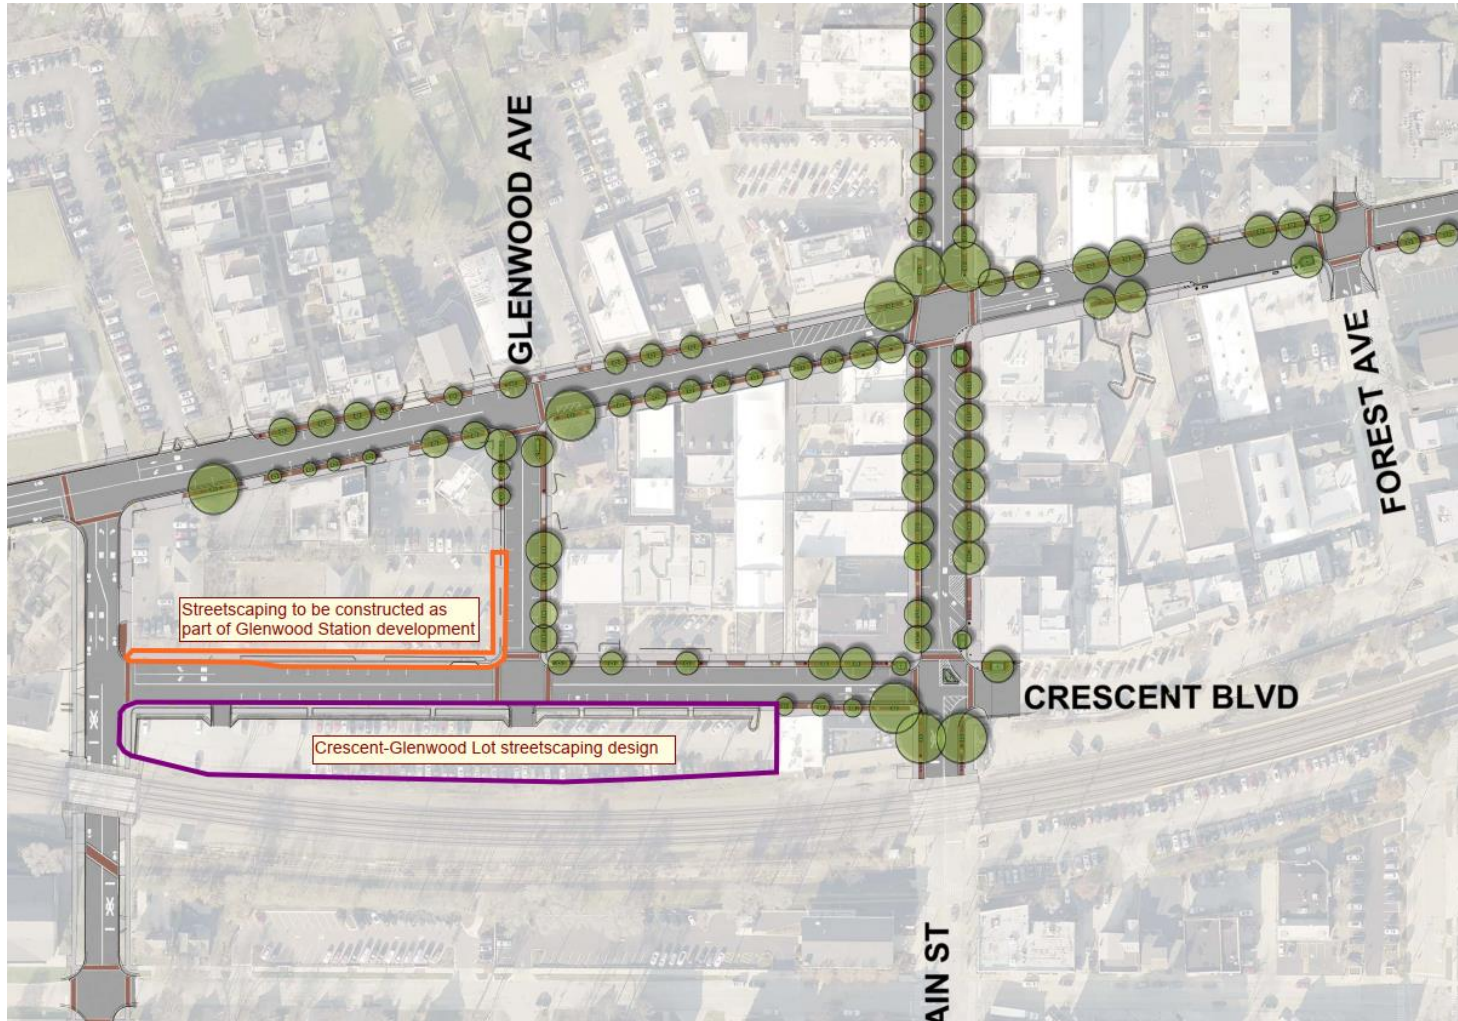 GLENWOOD AVE
FOREST AVE
Streetscaping to be constructed as
part of Glenwood Station development
CRESCENT BLVD
Crescent-Glenwood Lot streetscaping design
AIN ST